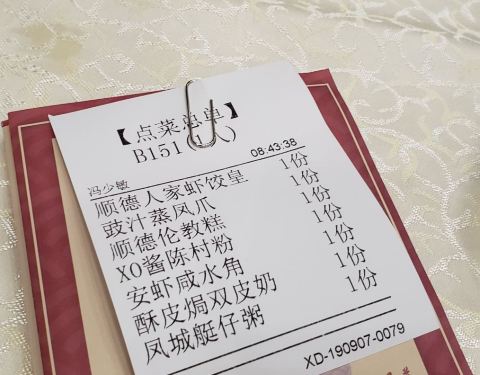 【点菜总单】
B151 (1人)
冯少敏 08:43:38
顺德人家虾饺皇 1份
豉汁蒸凤爪 1份
顺德伦教糕 1份
XO酱陈村粉 1份
安虾咸水角 1份
酥皮焗双皮奶 1份
凤城艇仔粥 1份
XD-190907-0079